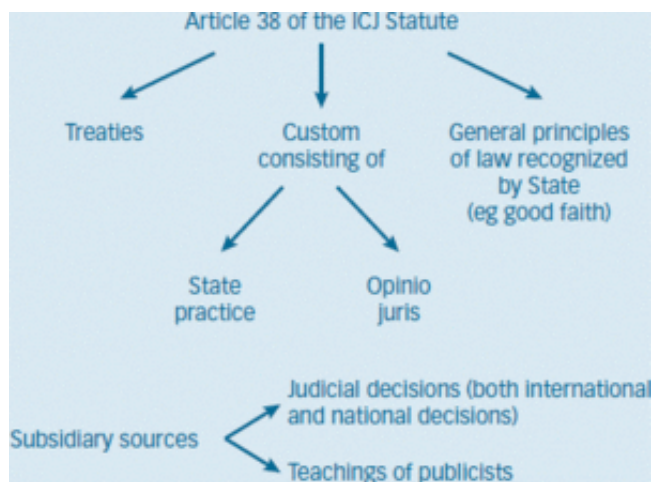 Article 38 of the ICJ Statute
Treaties
Custom
consisting of
General principles
of law recognized
by State
(eg good faith)
State
practice
Opinio
juris
Subsidiary sources
Judicial decisions (both international
and national decisions)
Teachings of publicists